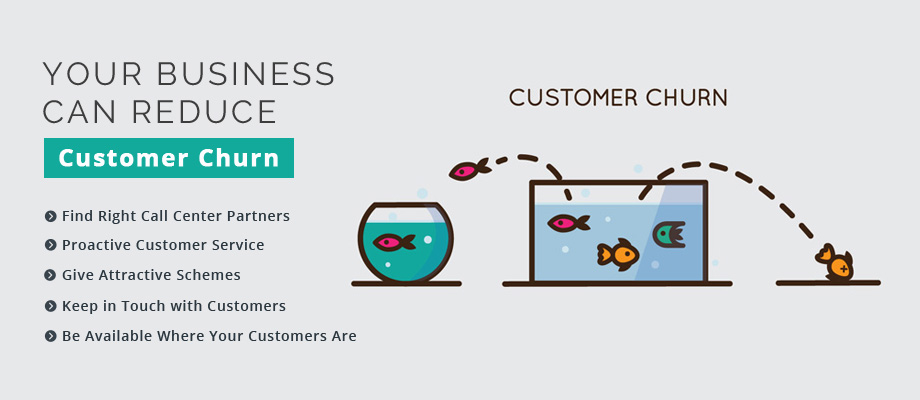 YOUR BUSINESS
CAN REDUCE
Customer Churn
Find Right Call Center Partners
Proactive Customer Service
Give Attractive Schemes
Keep in Touch with Customers
Be Available Where Your Customers Are
CUSTOMER CHURN